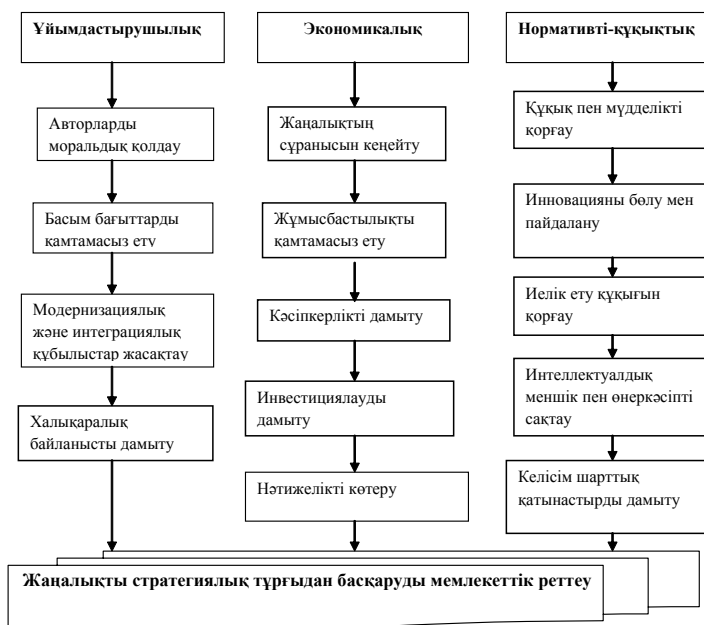 Ұйымдастырушылық
Авторларды
моральдық қолдау
Басым бағыттарды
қамтамасыз ету
Модернизациялық
және интеграциялық
құбылыстар жасақтау
Халықаралық
байланысты дамыту
Экономикалық
Жаңалықтың
сұранысын кеңейту
Жұмысбастылықты
қамтамасыз ету
Кәсіпкерлікті дамыту
Инвестициялауды
дамыту
Нәтижелікті көтеру
Нормативті-құқықтық
Құқық пен мүдделікті
қорғау
Инновацияны бөлу мен
пайдалану
Иелік ету құқығын
қорғау
Интеллектуалдық
меншік пен өнеркәсіпті
сақтау
Келісім шарттық
қатынастырды дамыту
Жаңалықты стратегиялық тұрғыдан басқаруды мемлекеттік реттеу